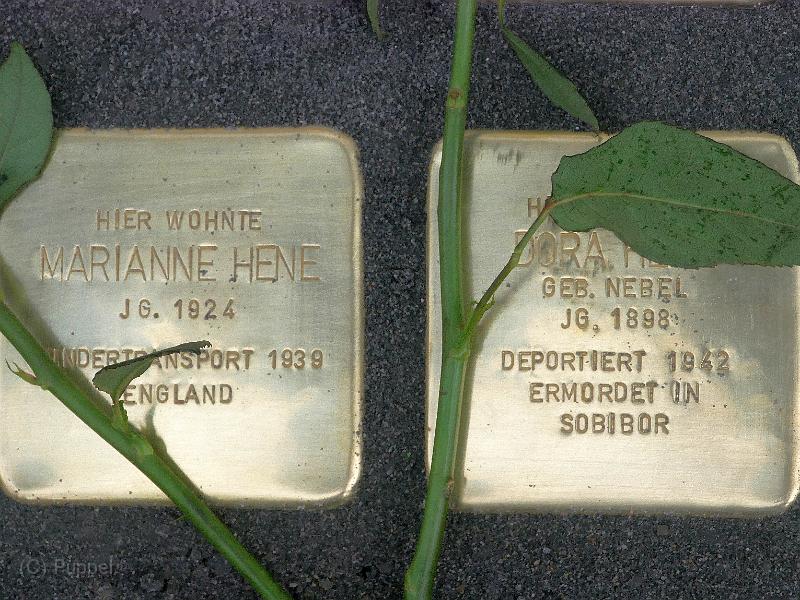 HIER WOHNTE
MARIANNE HENE
JG. 1924
KINDERTRANSPORT 1939
ENGLAND
DORA
GEB. NEBEL
JG. 1898
DEPORTIERT 1942
ERMORDET IN
SOBIBOR
(C) Püppel